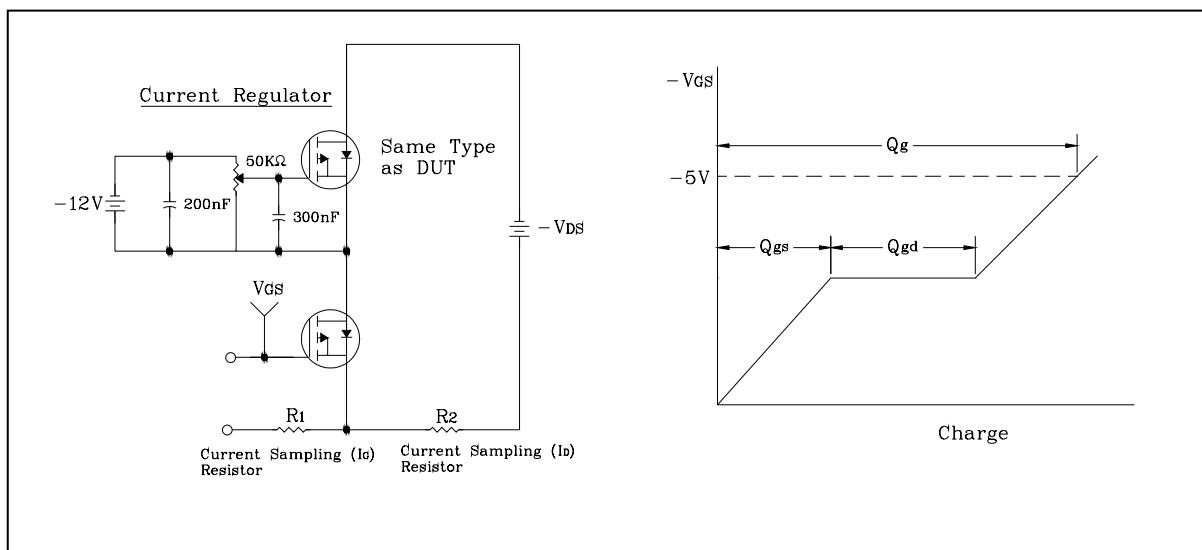 Current Regulator
Same Type
as DUT
50KΩ
-12V
200nF
300nF
-VDS
VGS
R1
R2
Current Sampling (IG)
Resistor
Current Sampling (ID)
Resistor
-VGS
Qg
-5V
Qgs
Qgd
Charge